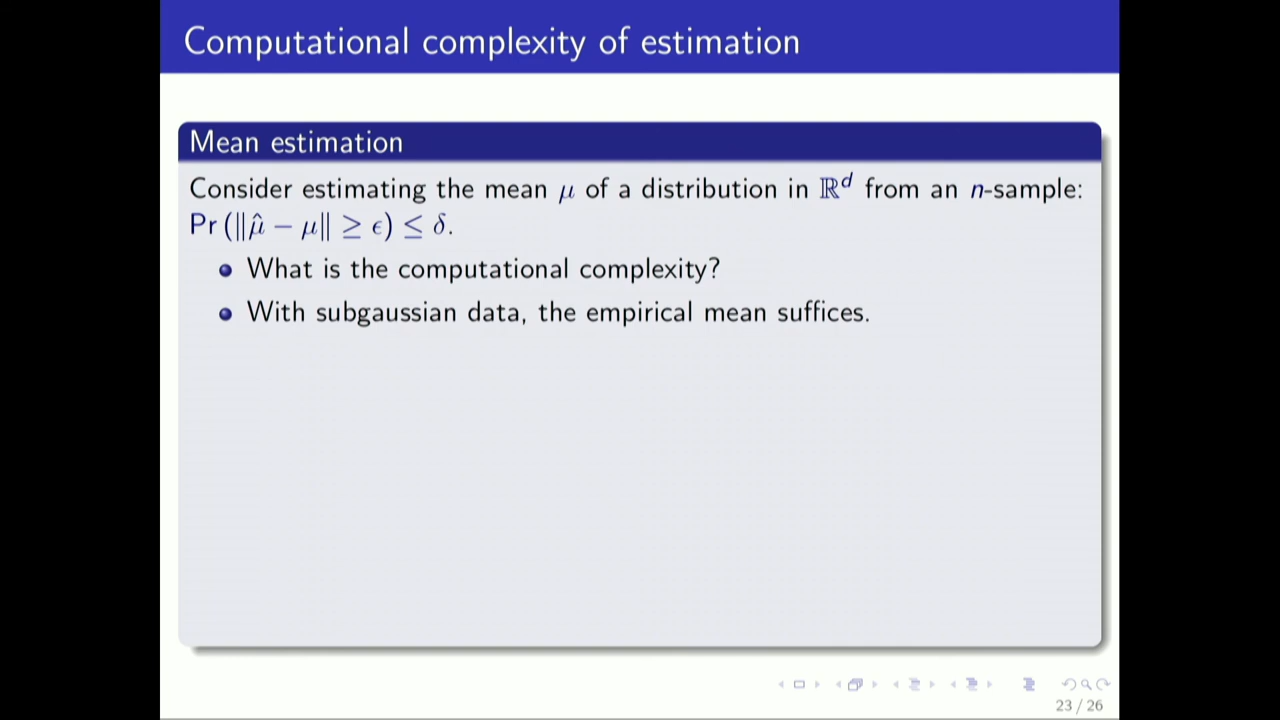 Computational complexity of estimation
Mean estimation
Consider estimating the mean μ of a distribution in ℝᵈ from an n-sample:
Pr (‖μ̂ − μ‖ ≥ ϵ) ≤ δ.
What is the computational complexity?
With subgaussian data, the empirical mean suffices.
23 / 26